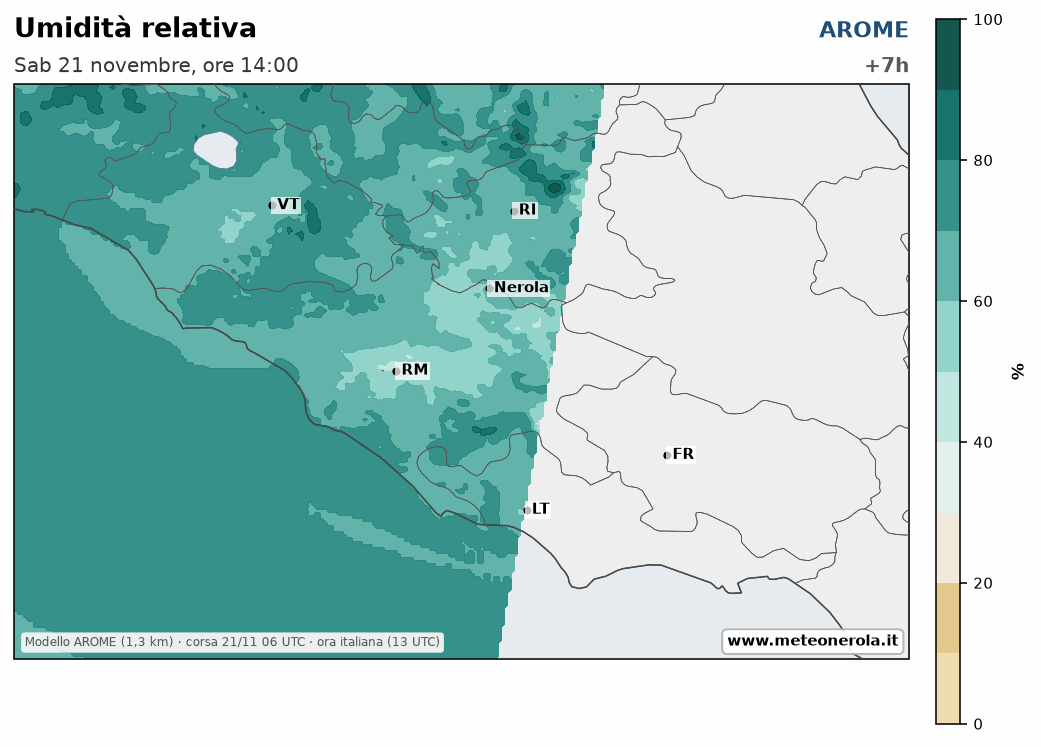 Umidità relativa
AROME
Sab 21 novembre, ore 14:00
+7h
100
80
60
40
20
0
%
VT
RI
Nerola
RM
FR
LT
Modello AROME (1,3 km) · corsa 21/11 06 UTC · ora italiana (13 UTC)
www.meteonerola.it